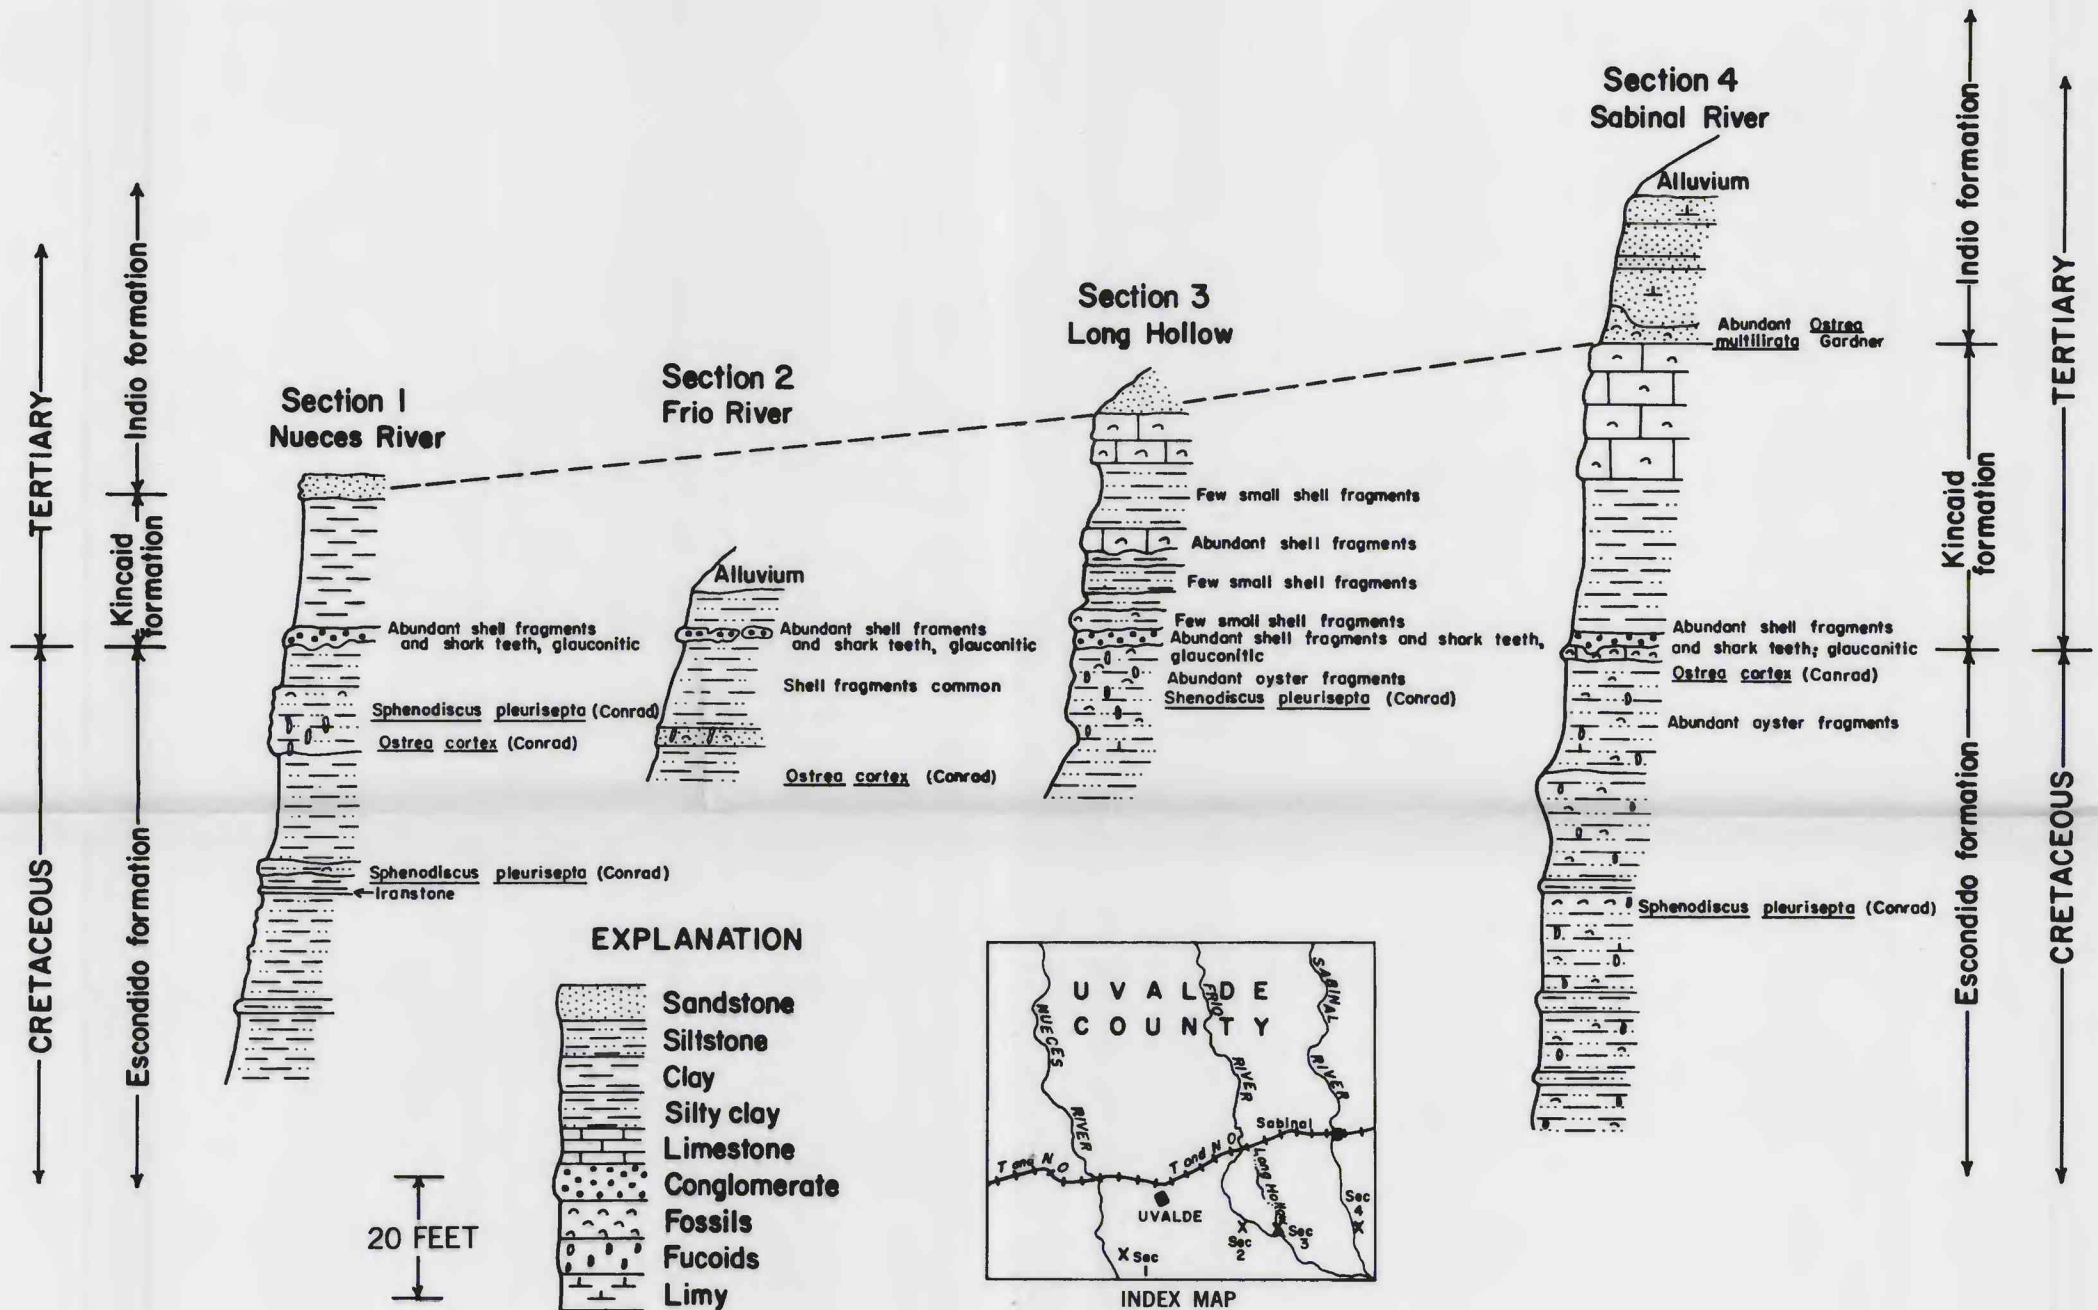 Section 4
Sabinal River
Alluvium
Abundant Ostrea
multilirata Gardner
Abundant shell fragments
and shark teeth; glaucanitic
Ostrea cortex (Canrad)
Abundant ayster fragments
Sphenodiscus pleurisepta (Conrad)
Section 3
Long Hollow
Few small shell fragments
Abundant shell fragments
Few small shell fragments
Few small shell fragments
Abundant shell fragments and shark teeth,
glauconitic
Abundant oyster fragments
Shenodiscus pleurisepta (Conrad)
Section 2
Frio River
Alluvium
Abundant shell framents
and shark teeth, glauconitic
Shell fragments common
Ostrea cortex (Conrad)
Section 1
Nueces River
Abundant shell fragments
and shark teeth, glauconitic
Sphenodiscus pleurisepta (Conrad)
Ostrea cortex (Conrad)
Sphenodiscus pleurisepta (Conrad)
Iranstone
TERTIARY
CRETACEOUS
Indio formation
Kincaid
formation
Escondido formation
Indio formation
Kincaid
formation
Escondido formation
TERTIARY
CRETACEOUS
EXPLANATION
Sandstone
Siltstone
Clay
Silty clay
Limestone
Conglomerate
Fossils
Fucoids
Limy
20 FEET
UVALDE
COUNTY
NUECES
RIVER
FRIO
RIVER
SABINAL
RIVER
Sabinal
T and N O
T and N O
Long Hollow
UVALDE
Sec
1
Sec
2
Sec
3
Sec
4
INDEX MAP